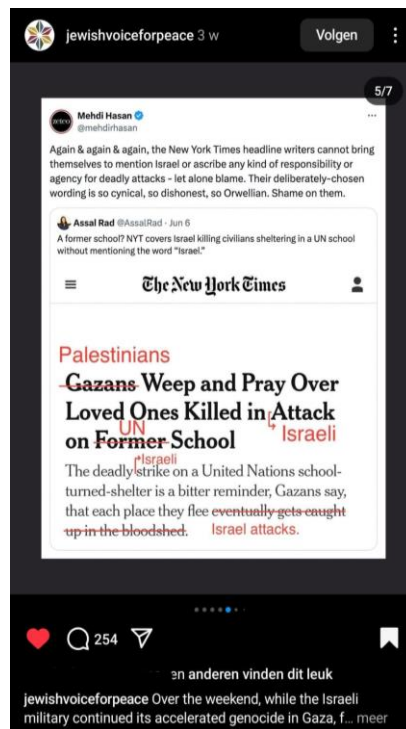 jewishvoiceforpeace 3 w
Volgen
5/7
zeteo
Mehdi Hasan
@mehdirhasan
Again & again & again, the New York Times headline writers cannot bring
themselves to mention Israel or ascribe any kind of responsibility or
agency for deadly attacks - let alone blame. Their deliberately-chosen
wording is so cynical, so dishonest, so Orwellian. Shame on them.
Assal Rad @AssalRad · Jun 6
A former school? NYT covers Israel killing civilians sheltering in a UN school
without mentioning the word "Israel."
The New York Times
Palestinians
Gazans Weep and Pray Over
Loved Ones Killed in Attack
UN
Israeli
on Former School
Israeli
The deadly strike on a United Nations school-
turned-shelter is a bitter reminder, Gazans say,
that each place they flee eventually gets caught
up in the bloodshed.
Israel attacks.
254
en anderen vinden dit leuk
jewishvoiceforpeace Over the weekend, while the Israeli
military continued its accelerated genocide in Gaza, f... meer